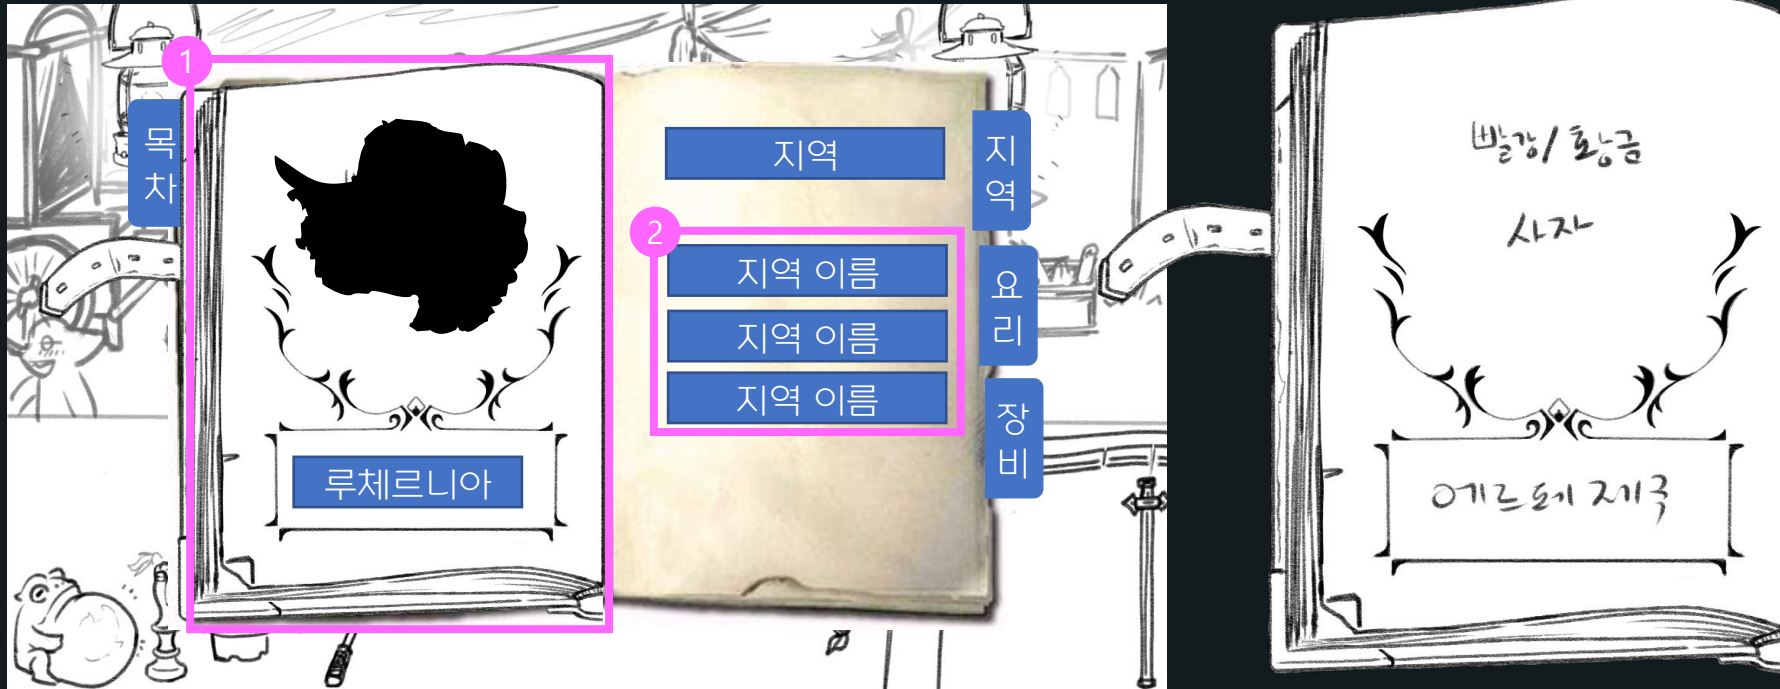 1
목차
루체르니아
지역
2
지역 이름
지역 이름
지역 이름
지역
요리
장비
빨강/황금
사자
에르페 제국